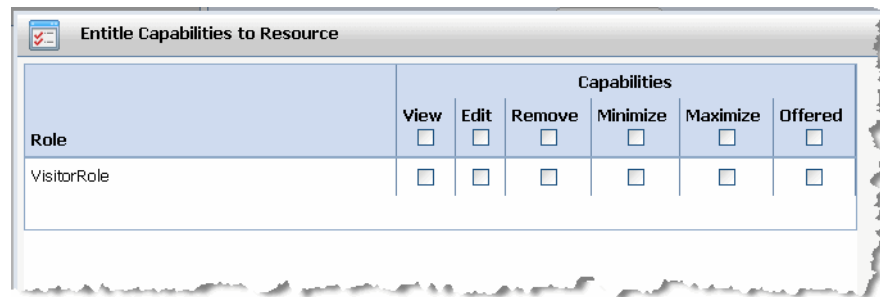 Entitle Capabilities to Resource
Capabilities
View Edit Remove Minimize Maximize Offered
Role
VisitorRole